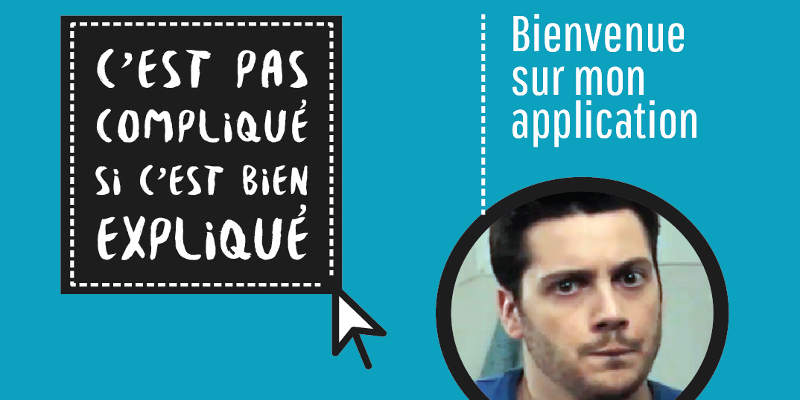 C'EST PAS
COMPLIQUÉ
SI C'EST BIEN
EXPLIQUÉ
Bienvenue
sur mon
application